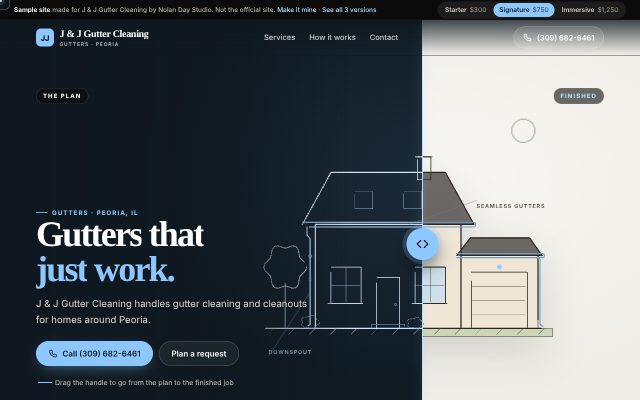 Sample site made for J & J Gutter Cleaning by Nolan Day Studio. Not the official site. Make it mine · See all 3 versions
Starter $300 Signature $750 Immersive $1,250
JJ
J & J Gutter Cleaning
GUTTERS · PEORIA
Services How it works Contact
(309) 682-6461
THE PLAN
FINISHED
SEAMLESS GUTTERS
GUTTERS · PEORIA, IL
Gutters that
just work.
J & J Gutter Cleaning handles gutter cleaning and cleanouts
for homes around Peoria.
Call (309) 682-6461
Plan a request
DOWNSPOUT
Drag the handle to go from the plan to the finished job